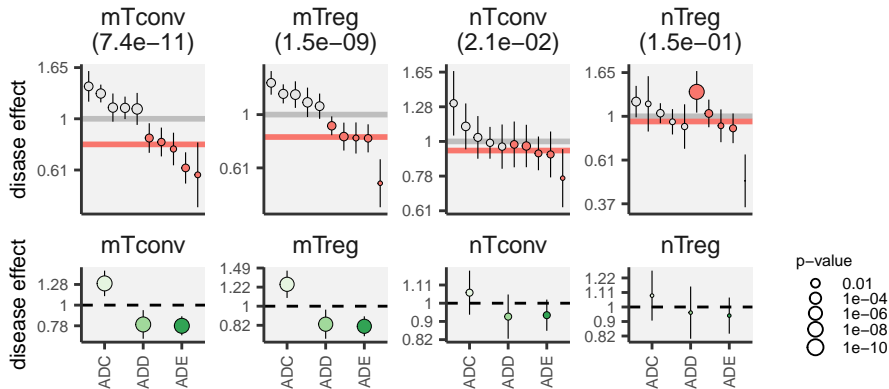 mTconv
(7.4e−11)
mTreg
(1.5e−09)
nTconv
(2.1e−02)
nTreg
(1.5e−01)
disase effect
1.65
1
0.61
1
0.61
1.65
1.28
1
0.78
0.61
1.65
1
0.61
0.37
mTconv
mTreg
nTconv
nTreg
disease effect
1.28
1
0.78
1.49
1.22
1
0.82
1.11
1
0.9
0.82
1.22
1.11
1
0.9
0.82
ADC
ADD
ADE
ADC
ADD
ADE
ADC
ADD
ADE
ADC
ADD
ADE
p−value
0.01
1e−04
1e−06
1e−08
1e−10